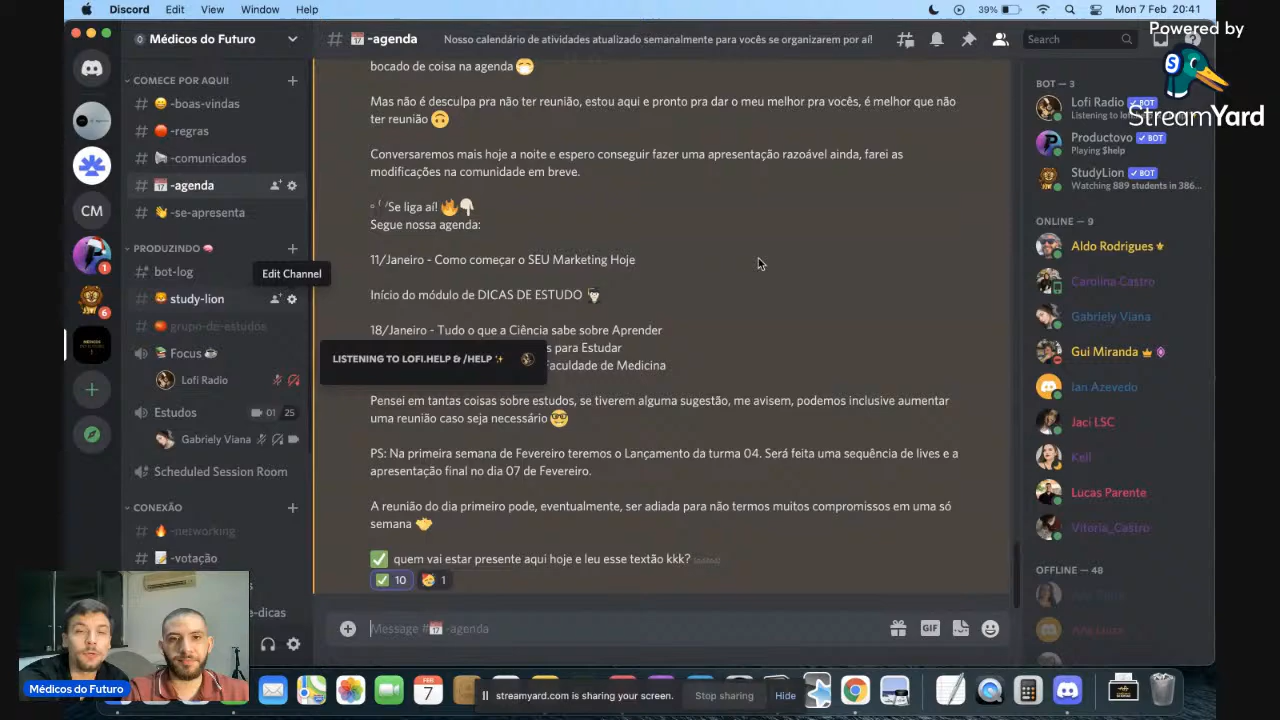 Discord Edit View Window Help
39% Mon 7 Feb 20:41
Powered by
StreamYard
Médicos do Futuro
# 📅 -agenda Nosso calendário de atividades atualizado semanalmente para vocês se organizarem por aí! Search
COMECE POR AQUI!
# 😀 -boas-vindas
# 🔴 -regras
# 📢 -comunicados
# 📅 -agenda
# 👋 -se-apresenta
PRODUZINDO 🧠
bot-log
Edit Channel
# 🦁 study-lion
# 🍅 grupo-de-estudos
📚 Focus ☕
Lofi Radio
Estudos 01 25
Gabriely Viana
Scheduled Session Room
CONEXÃO
# 🔥 -networking
# 📝 -votação
-dicas
CM
1
6
MÉDICOS
bocado de coisa na agenda 😁
Mas não é desculpa pra não ter reunião, estou aqui e pronto pra dar o meu melhor pra vocês, é melhor que não
ter reunião 🙃
Conversaremos mais hoje a noite e espero conseguir fazer uma apresentação razoável ainda, farei as
modificações na comunidade em breve.
Se liga aí! 🔥👇
Segue nossa agenda:
11/Janeiro - Como começar o SEU Marketing Hoje
Início do módulo de DICAS DE ESTUDO 👨🏻‍🎓
18/Janeiro - Tudo o que a Ciência sabe sobre Aprender
s para Estudar
Faculdade de Medicina
LISTENING TO LOFI.HELP & /HELP ✨
Pensei em tantas coisas sobre estudos, se tiverem alguma sugestão, me avisem, podemos inclusive aumentar
uma reunião caso seja necessário 🤓
PS: Na primeira semana de Fevereiro teremos o Lançamento da turma 04. Será feita uma sequência de lives e a
apresentação final no dia 07 de Fevereiro.
A reunião do dia primeiro pode, eventualmente, ser adiada para não termos muitos compromissos em uma só
semana 🤝
✅ quem vai estar presente aqui hoje e leu esse textão kkk? (edited)
✅ 10 🥳 1
Message #📅 -agenda
GIF
BOT — 3
Lofi Radio ✓ BOT
Listening to lo
Productovo ✓ BOT
Playing $help
StudyLion ✓ BOT
Watching 889 students in 386...
ONLINE — 9
Aldo Rodrigues
Carolina Castro
Gabriely Viana
Gui Miranda
Ian Azevedo
Jaci LSC
Kell
Lucas Parente
Vitoria_Castro
OFFLINE — 48
Médicos do Futuro
FEB
7
streamyard.com is sharing your screen. Stop sharing Hide